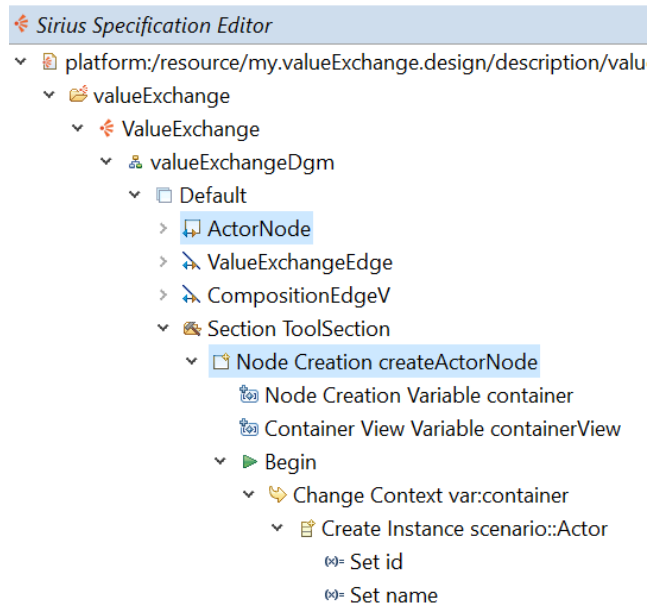 Sirius Specification Editor
platform:/resource/my.valueExchange.design/description/valu
valueExchange
ValueExchange
valueExchangeDgm
Default
ActorNode
ValueExchangeEdge
CompositionEdgeV
Section ToolSection
Node Creation createActorNode
Node Creation Variable container
Container View Variable containerView
Begin
Change Context var:container
Create Instance scenario::Actor
Set id
Set name